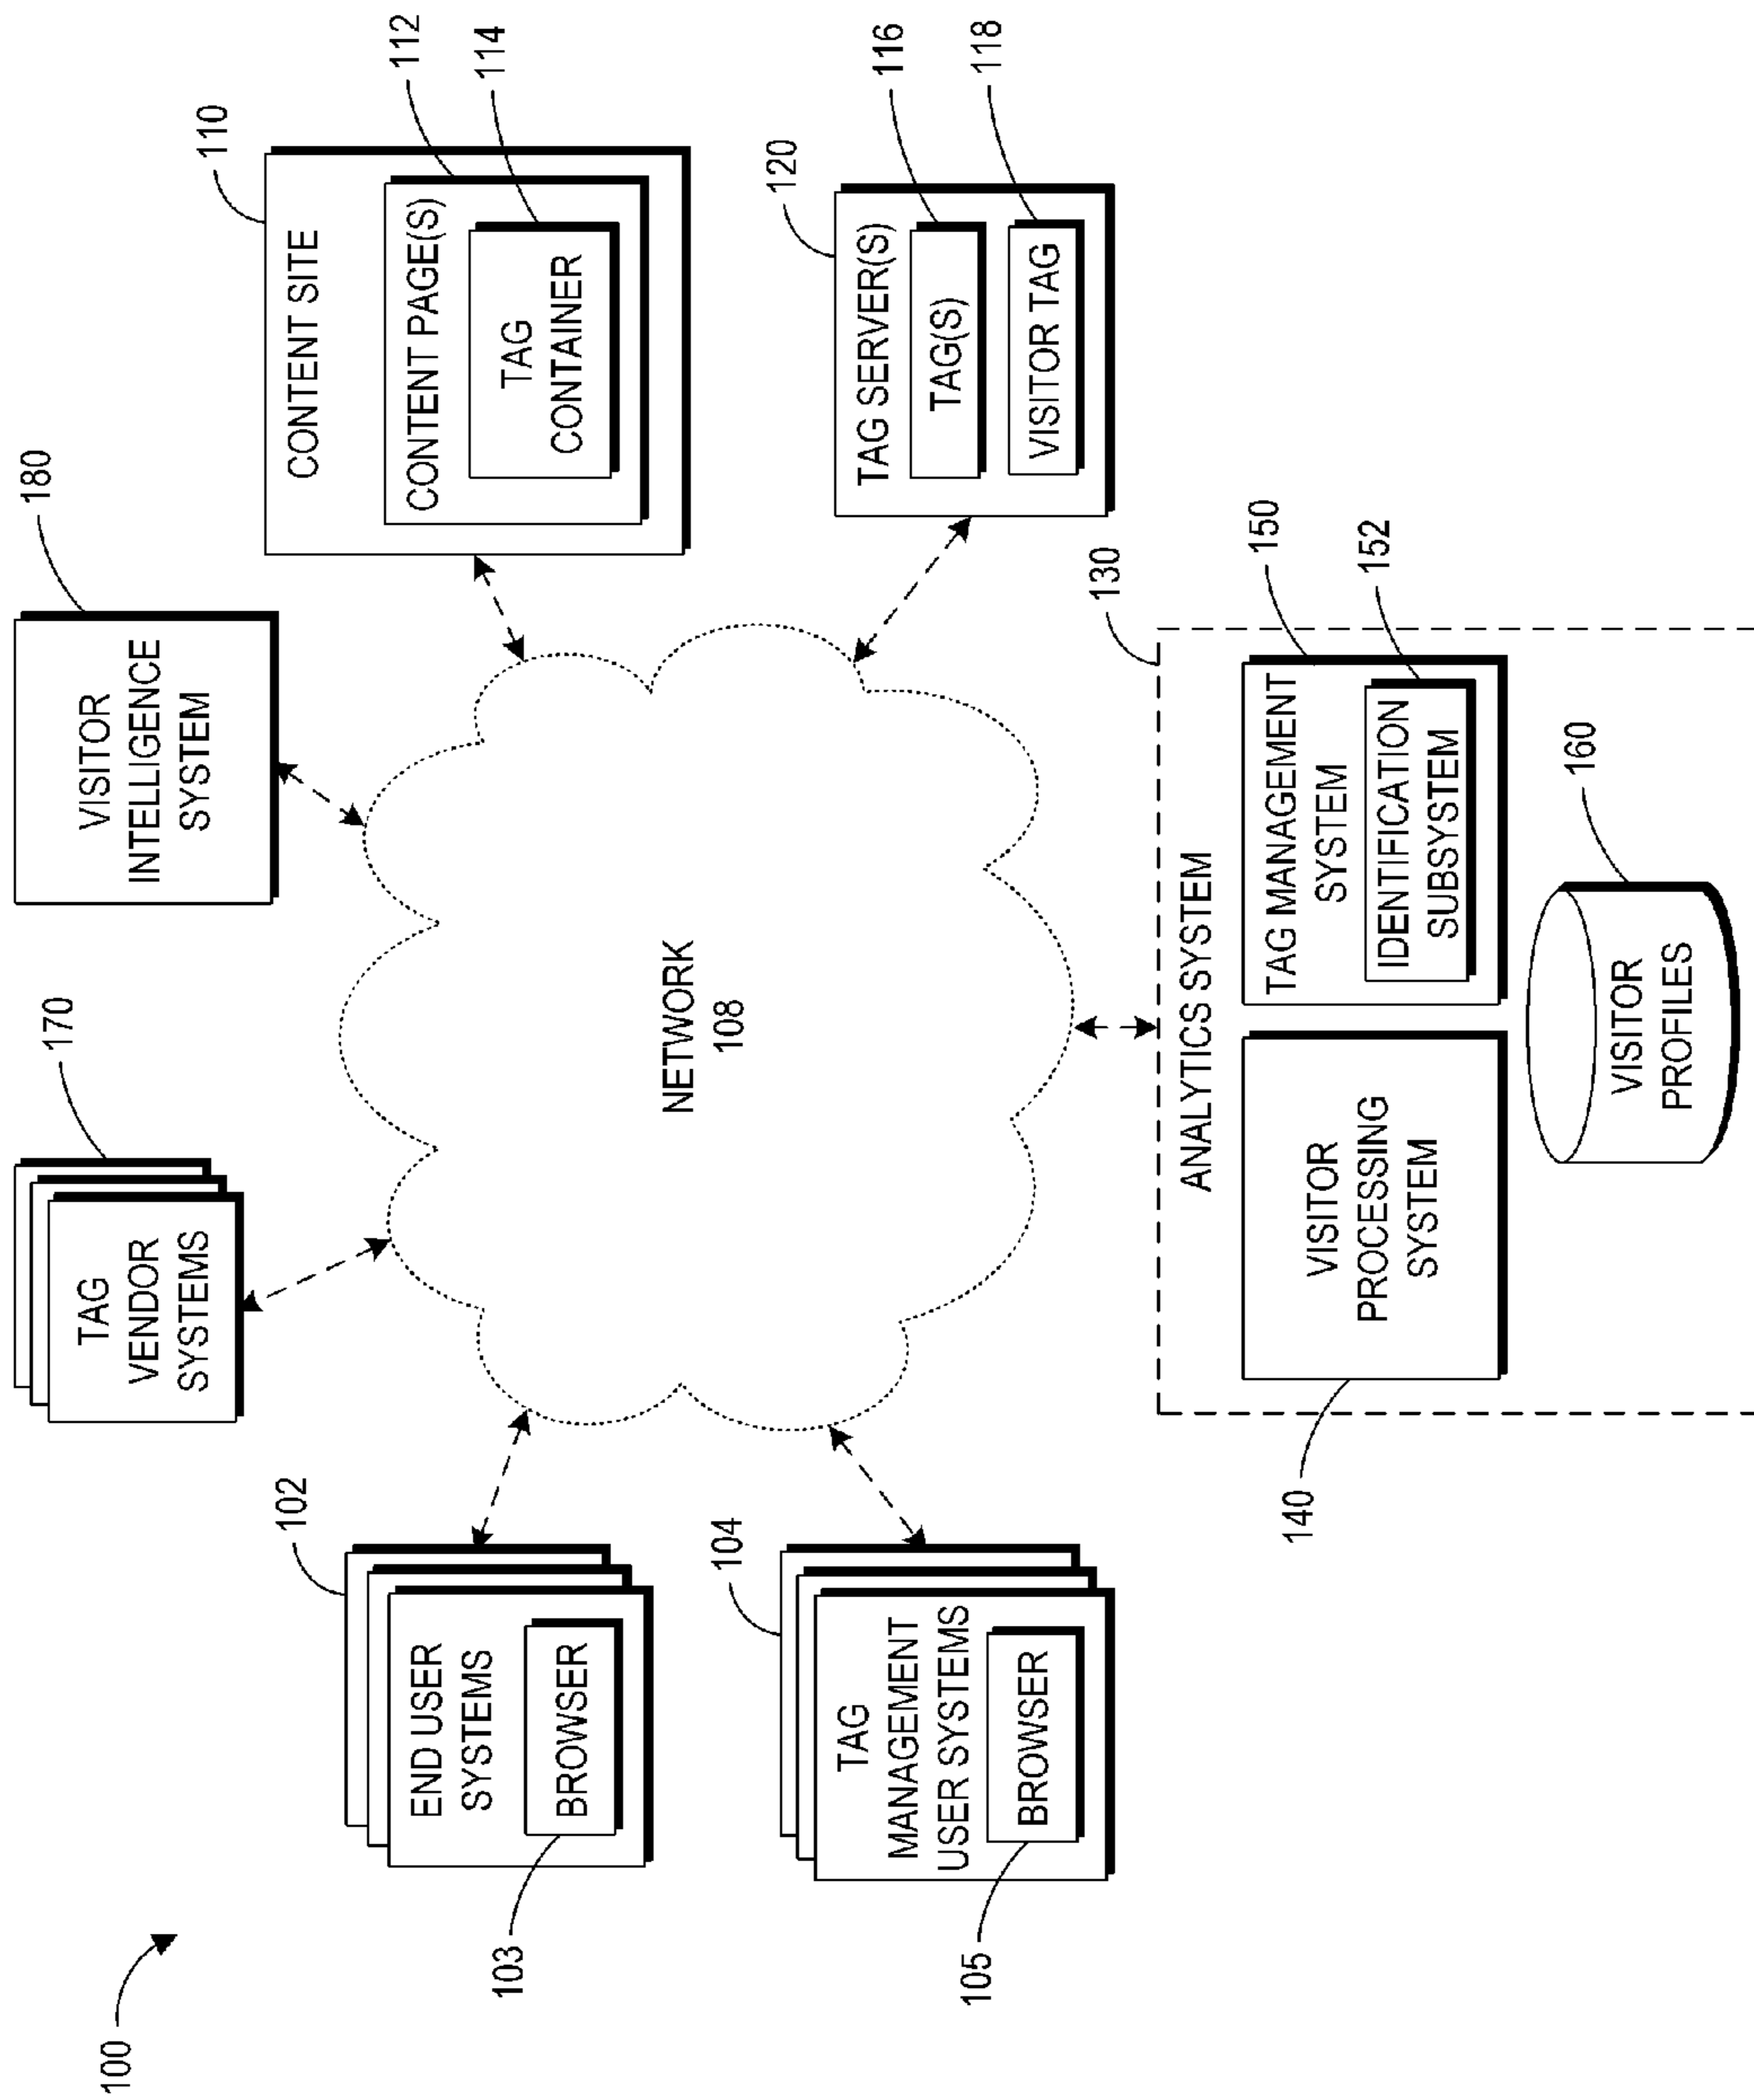 100
170
TAG
VENDOR
SYSTEMS
180
VISITOR
INTELLIGENCE
SYSTEM
102
END USER
SYSTEMS
BROWSER
103
104
TAG
MANAGEMENT
USER SYSTEMS
BROWSER
105
NETWORK
108
110
CONTENT SITE
112
CONTENT PAGE(S)
114
TAG
CONTAINER
120
TAG SERVER(S)
116
TAG(S)
118
VISITOR TAG
130
ANALYTICS SYSTEM
140
VISITOR
PROCESSING
SYSTEM
150
TAG MANAGEMENT
SYSTEM
152
IDENTIFICATION
SUBSYSTEM
160
VISITOR
PROFILES